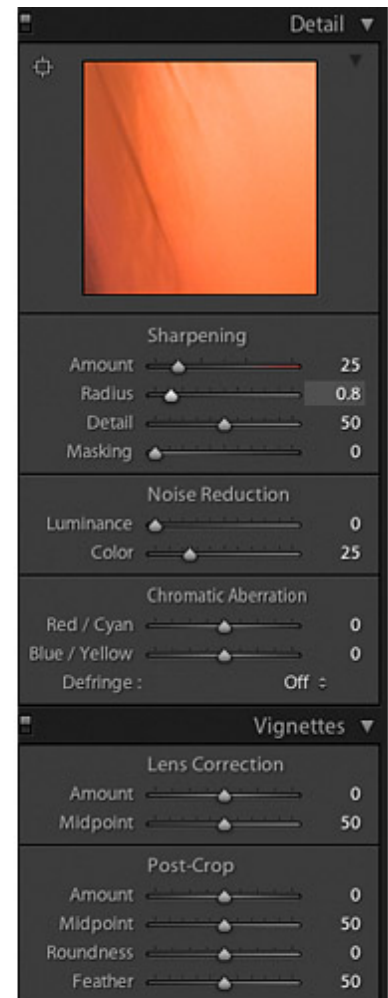 Detail
Sharpening
Amount 25
Radius 0.8
Detail 50
Masking 0
Noise Reduction
Luminance 0
Color 25
Chromatic Aberration
Red / Cyan 0
Blue / Yellow 0
Defringe : Off
Vignettes
Lens Correction
Amount 0
Midpoint 50
Post-Crop
Amount 0
Midpoint 50
Roundness 0
Feather 50